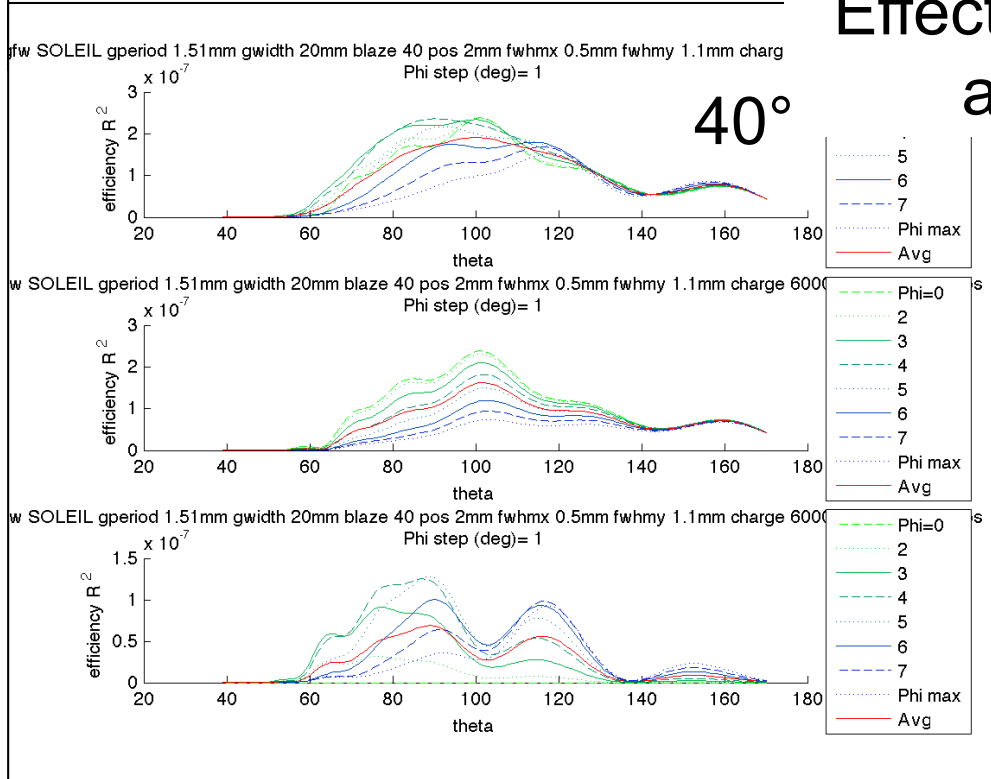 Effect
a
40°
gfw SOLEIL gperiod 1.51mm gwidth 20mm blaze 40 pos 2mm fwhmx 0.5mm fwhmy 1.1mm charg
Phi step (deg)= 1
x 10-7
efficiency R 2
3
2
1
0
20 40 60 80 100 120 140 160 180
theta
5
6
7
Phi max
Avg
w SOLEIL gperiod 1.51mm gwidth 20mm blaze 40 pos 2mm fwhmx 0.5mm fwhmy 1.1mm charge 600
Phi step (deg)= 1
x 10-7
efficiency R 2
3
2
1
0
20 40 60 80 100 120 140 160 180
theta
Phi=0
2
3
4
5
6
7
Phi max
Avg
w SOLEIL gperiod 1.51mm gwidth 20mm blaze 40 pos 2mm fwhmx 0.5mm fwhmy 1.1mm charge 600
Phi step (deg)= 1
x 10-7
efficiency R 2
1.5
1
0.5
0
20 40 60 80 100 120 140 160 180
theta
Phi=0
2
3
4
5
6
7
Phi max
Avg